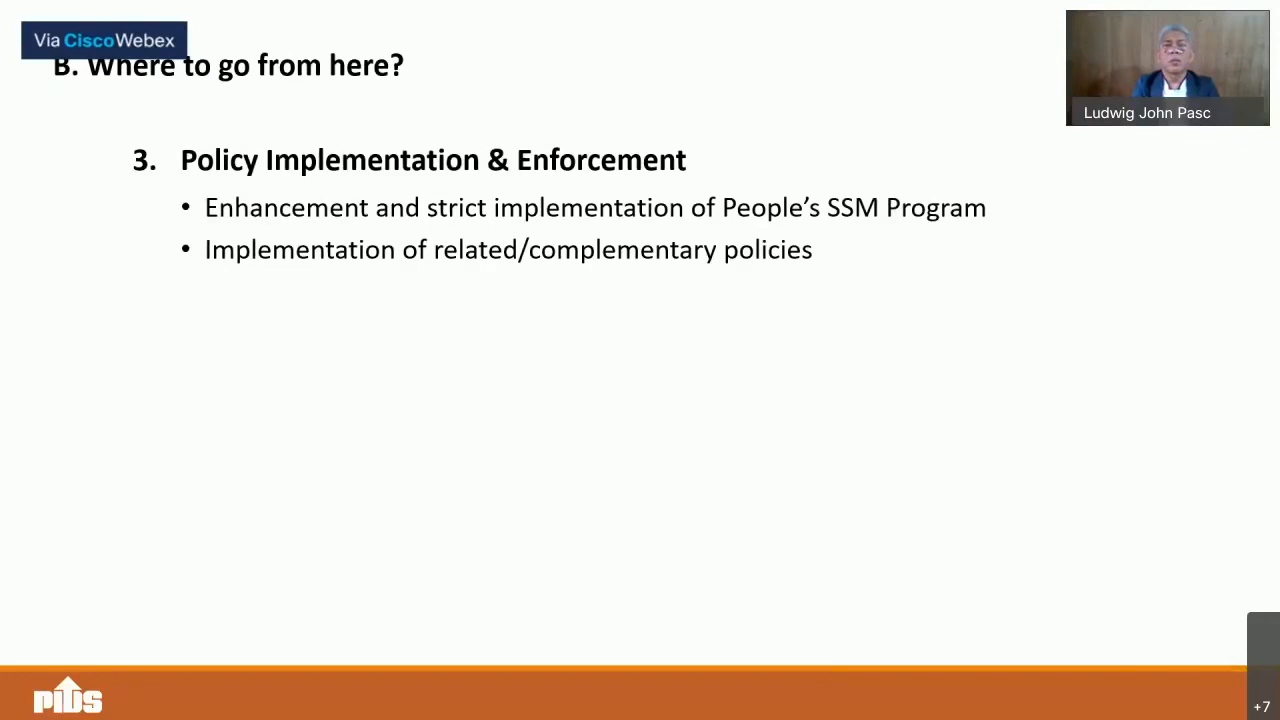 Via CiscoWebex
B. Where to go from here?
Ludwig John Pasc
3. Policy Implementation & Enforcement
• Enhancement and strict implementation of People's SSM Program
• Implementation of related/complementary policies
PIDS
+7